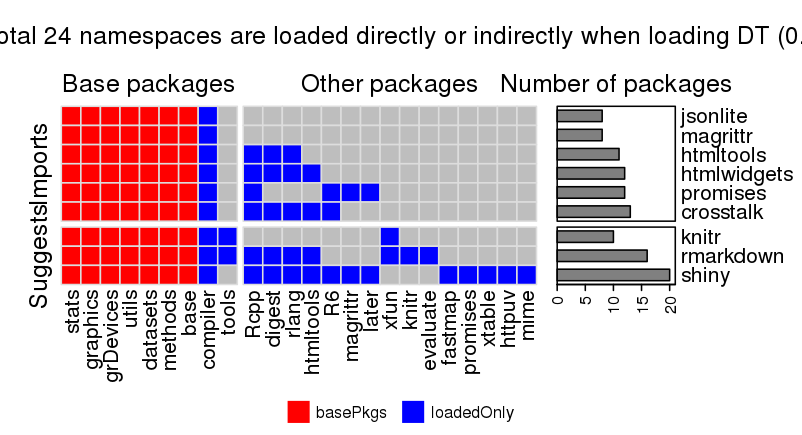 otal 24 namespaces are loaded directly or indirectly when loading DT (0.
Base packages
Other packages
Number of packages
Imports
Suggests
jsonlite
magrittr
htmltools
htmlwidgets
promises
crosstalk
knitr
rmarkdown
shiny
stats
graphics
grDevices
utils
datasets
methods
base
compiler
tools
Rcpp
digest
rlang
htmltools
R6
magrittr
later
xfun
knitr
evaluate
fastmap
promises
xtable
httpuv
mime
0
5
10
15
20
basePkgs
loadedOnly